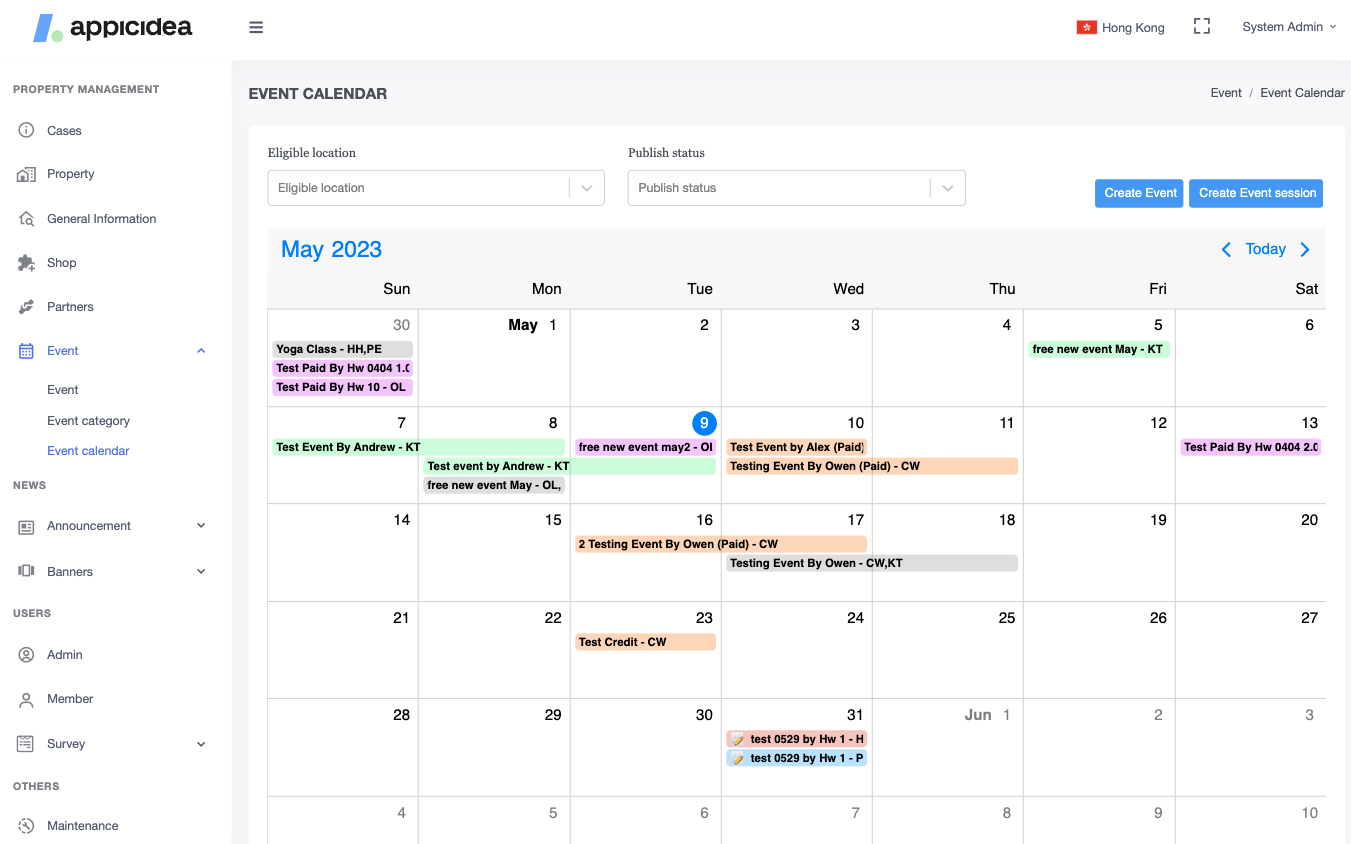 appicidea
Hong Kong
System Admin
PROPERTY MANAGEMENT
Cases
Property
General Information
Shop
Partners
Event
Event
Event category
Event calendar
NEWS
Announcement
Banners
USERS
Admin
Member
Survey
OTHERS
Maintenance
EVENT CALENDAR
Event / Event Calendar
Eligible location
Publish status
Eligible location
Publish status
Create Event
Create Event session
May 2023
Today
Sun Mon Tue Wed Thu Fri Sat
30 May 1 2 3 4 5 6
Yoga Class - HH,PE
free new event May - KT
Test Paid By Hw 0404 1.0
Test Paid By Hw 10 - OL
7 8 9 10 11 12 13
Test Event By Andrew - KT
free new event may2 - OL
Test Event by Alex (Paid)
Test Paid By Hw 0404 2.0
Test event by Andrew - KT
Testing Event By Owen (Paid) - CW
free new event May - OL,
14 15 16 17 18 19 20
2 Testing Event By Owen (Paid) - CW
Testing Event By Owen - CW,KT
21 22 23 24 25 26 27
Test Credit - CW
28 29 30 31 Jun 1 2 3
test 0529 by Hw 1 - H
test 0529 by Hw 1 - P
4 5 6 7 8 9 10